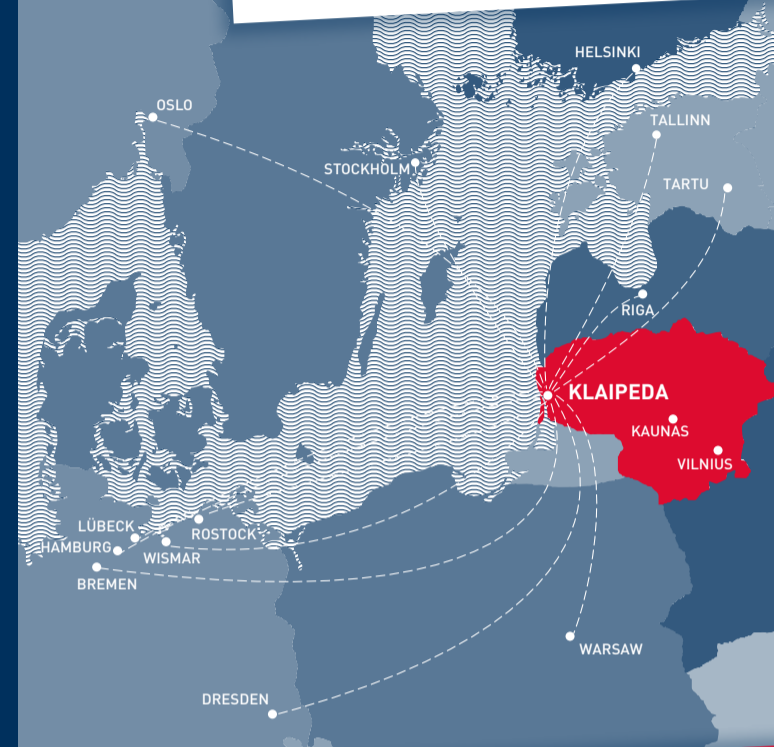 HELSINKI
OSLO
TALLINN
STOCKHOLM
TARTU
RIGA
KLAIPEDA
KAUNAS
VILNIUS
LÜBECK
ROSTOCK
HAMBURG
WISMAR
BREMEN
WARSAW
DRESDEN